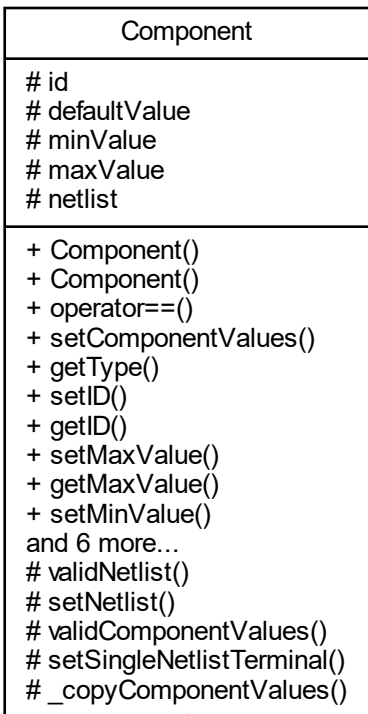 Component
# id
# defaultValue
# minValue
# maxValue
# netlist
+ Component()
+ Component()
+ operator==()
+ setComponentValues()
+ getType()
+ setID()
+ getID()
+ setMaxValue()
+ getMaxValue()
+ setMinValue()
and 6 more...
# validNetlist()
# setNetlist()
# validComponentValues()
# setSingleNetlistTerminal()
# _copyComponentValues()